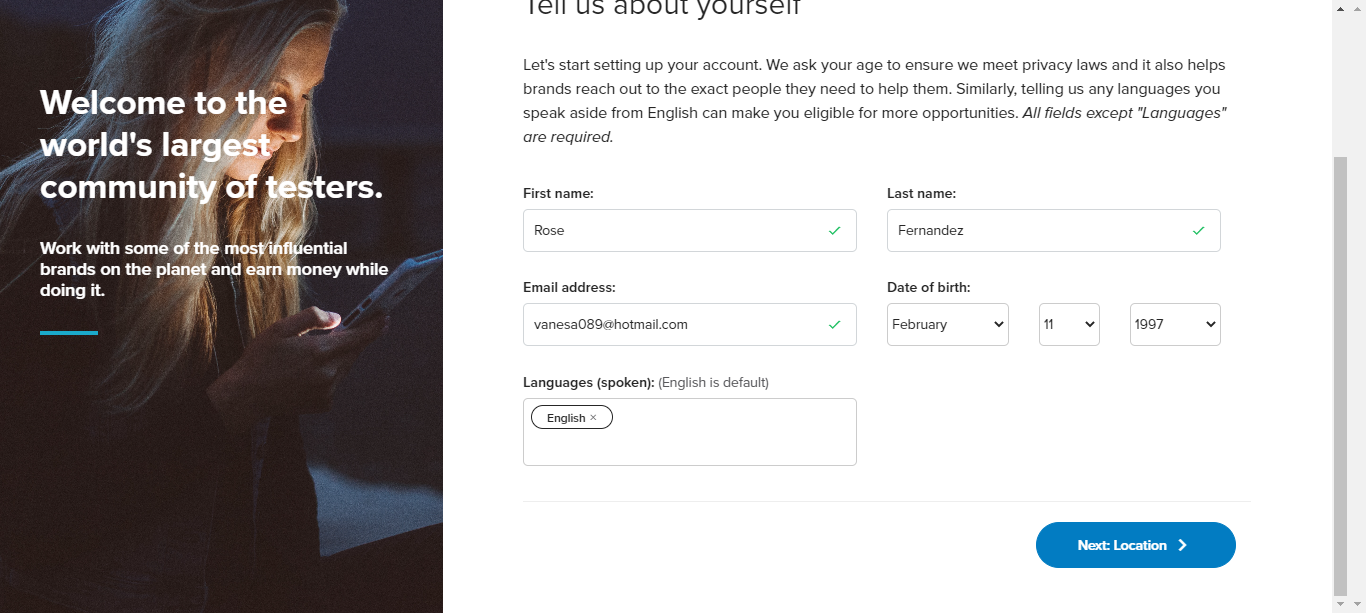 Tell us about yourself
Welcome to the
world's largest
community of testers.
Work with some of the most influential
brands on the planet and earn money while
doing it.
Let's start setting up your account. We ask your age to ensure we meet privacy laws and it also helps
brands reach out to the exact people they need to help them. Similarly, telling us any languages you
speak aside from English can make you eligible for more opportunities. All fields except "Languages"
are required.
First name:
Last name:
Rose
Fernandez
Email address:
Date of birth:
vanesa089@hotmail.com
February
11
1997
Languages (spoken): (English is default)
English ×
Next: Location